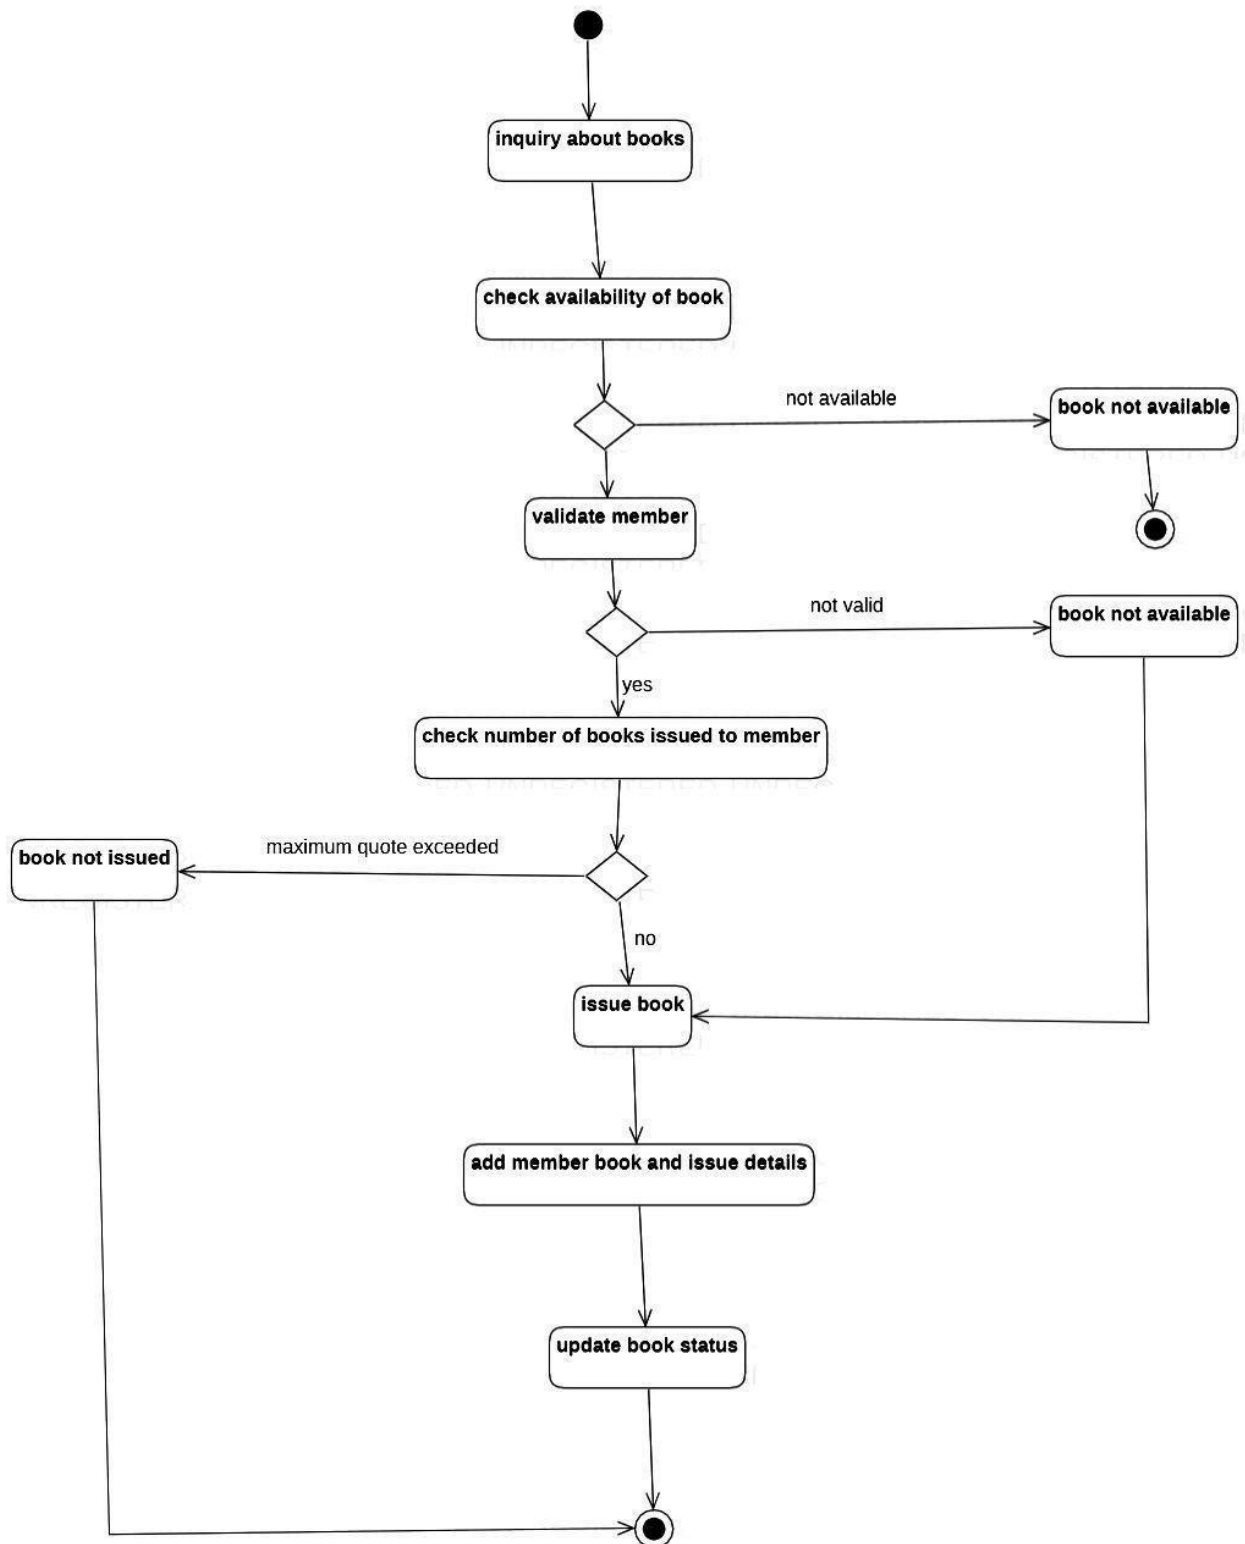 inquiry about books
check availability of book
not available
book not available
validate member
not valid
book not available
yes
check number of books issued to member
maximum quote exceeded
book not issued
no
issue book
add member book and issue details
update book status